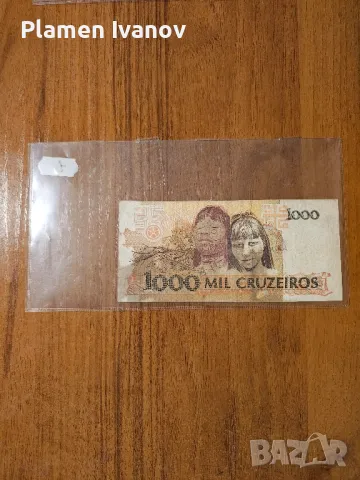 Plamen Ivanov
1000
1000 MIL CRUZEIROS
BAZAR